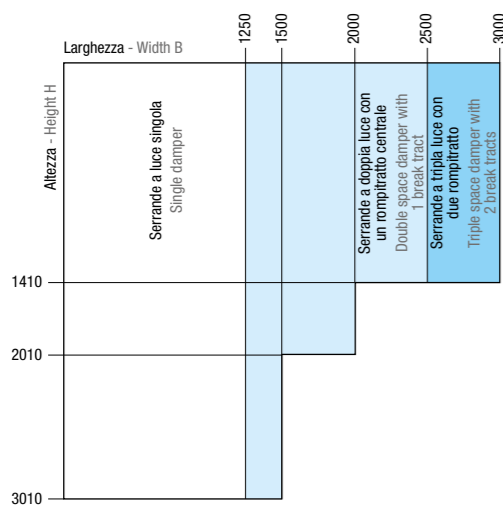 1250
1500
2000
2500
3000
Larghezza - Width B
Altezza - Height H
Serrande a luce singola
Single damper
Serrande a doppia luce con
un rompitratto centrale
Double space damper with
1 break tract
Serrande a tripla luce con
due rompitratto
Triple space damper with
2 break tracts
1410
2010
3010